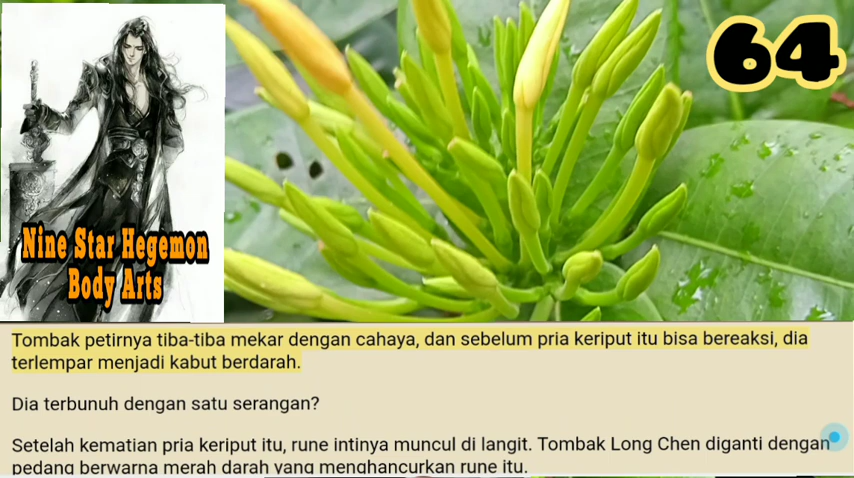 64
Nine Star Hegemon
Body Arts
Tombak petirnya tiba-tiba mekar dengan cahaya, dan sebelum pria keriput itu bisa bereaksi, dia
terlempar menjadi kabut berdarah.
Dia terbunuh dengan satu serangan?
Setelah kematian pria keriput itu, rune intinya muncul di langit. Tombak Long Chen diganti dengan
pedang berwarna merah darah yang menghancurkan rune itu.